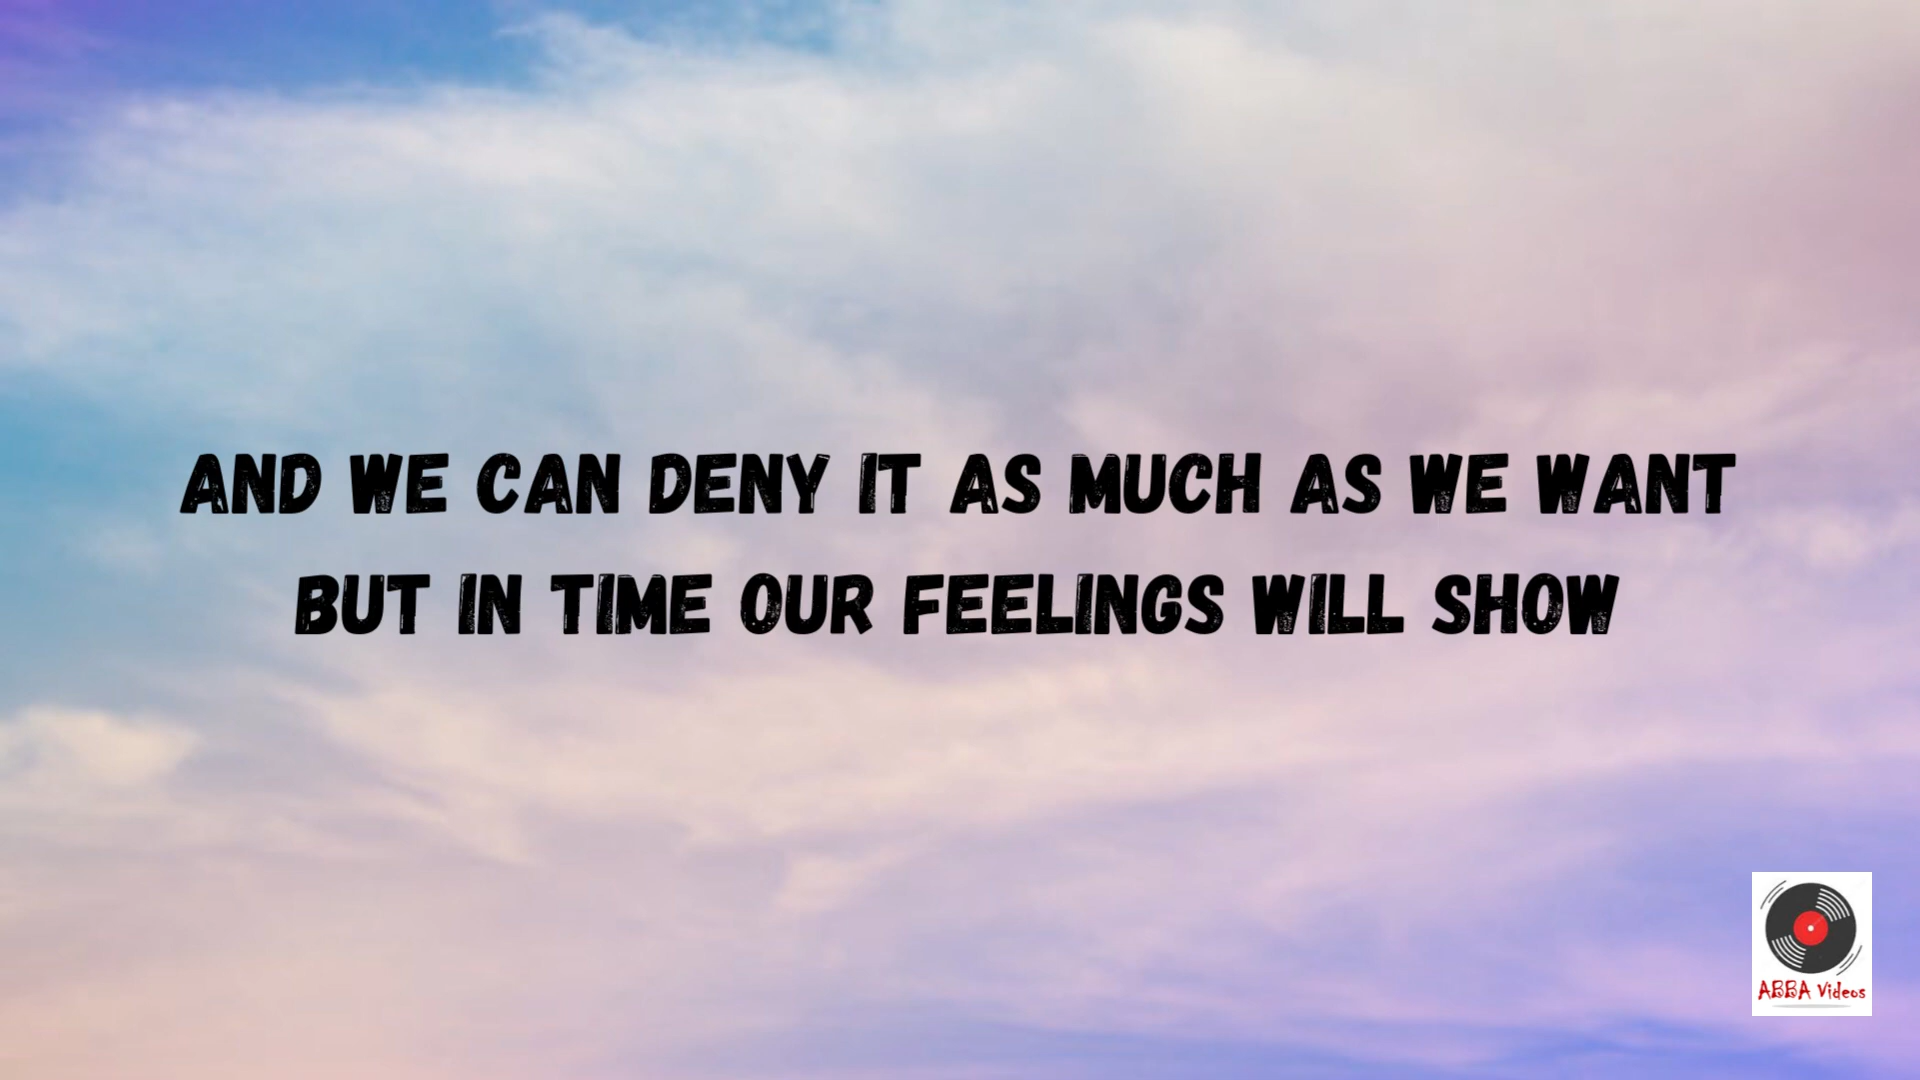 AND WE CAN DENY IT AS MUCH AS WE WANT
BUT IN TIME OUR FEELINGS WILL SHOW
ABBA Videos